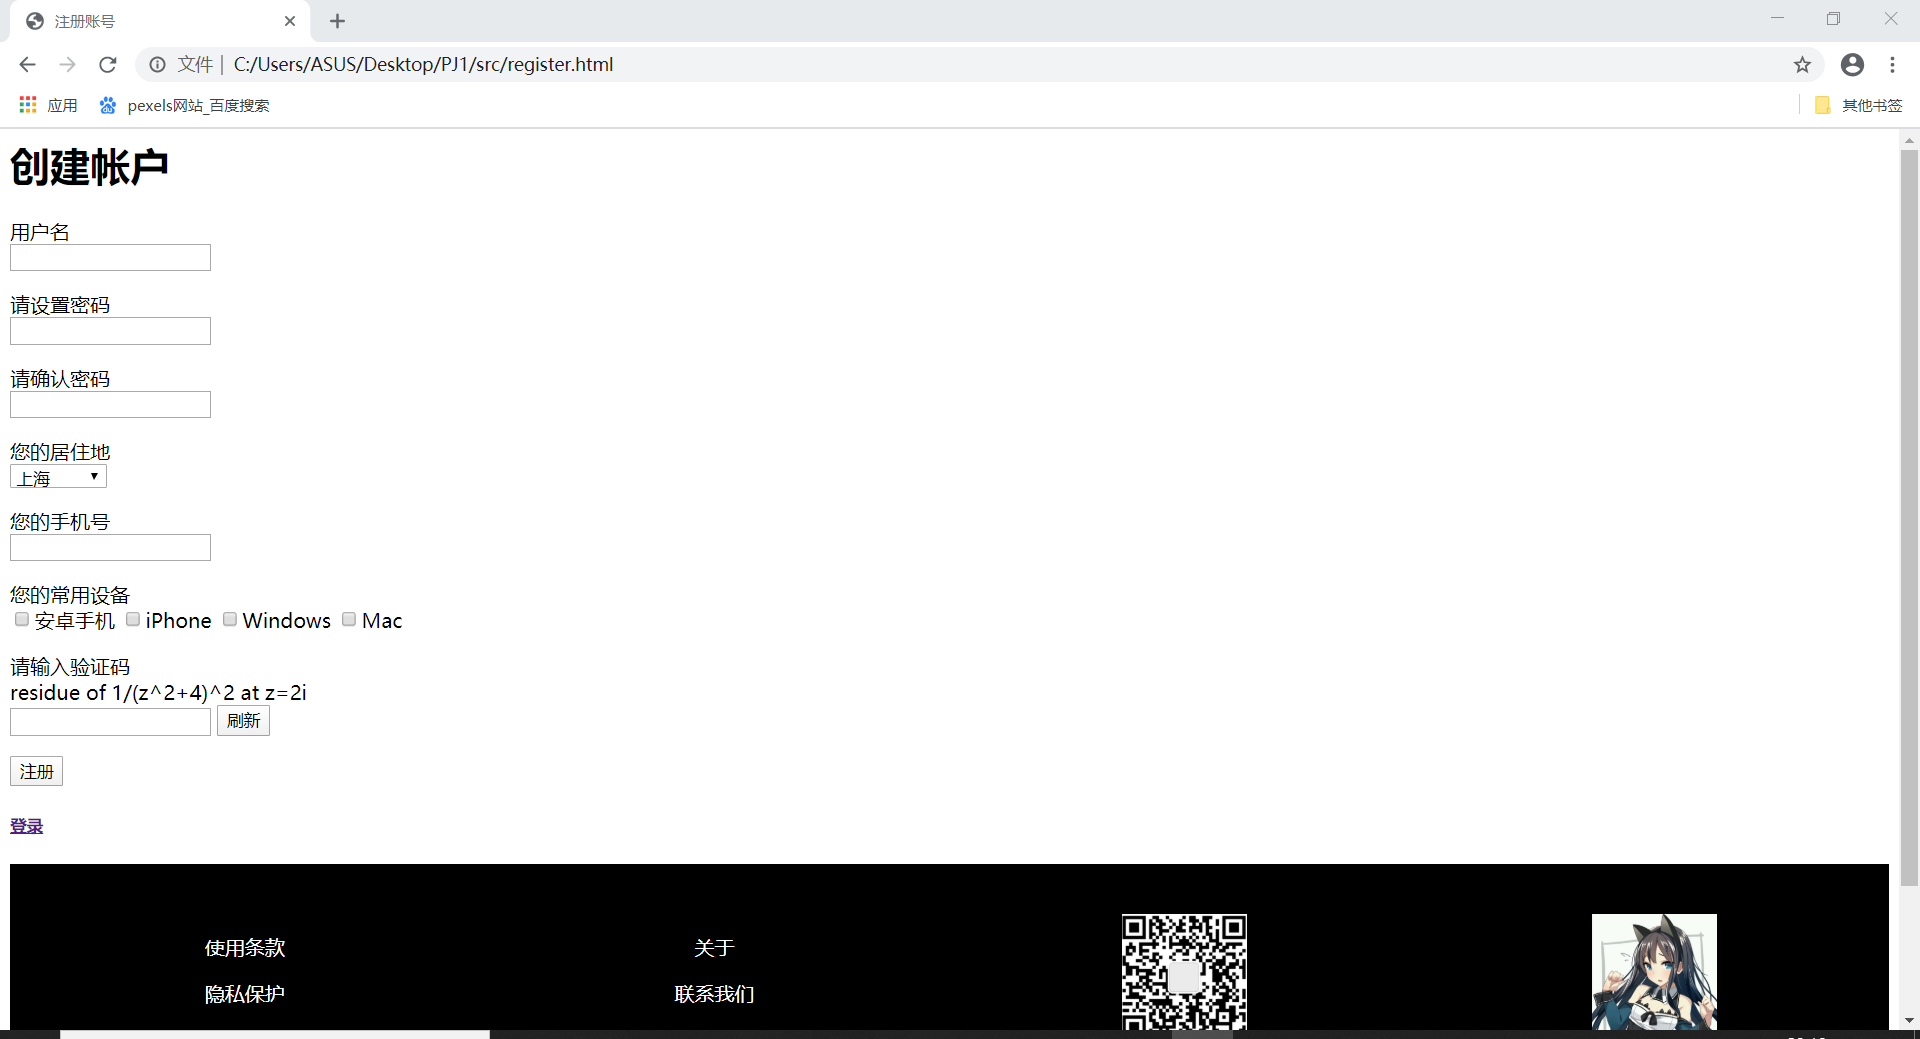 注册账号
文件 | C:/Users/ASUS/Desktop/PJ1/src/register.html
应用 pexels网站_百度搜索 其他书签
创建帐户
用户名
请设置密码
请确认密码
您的居住地
上海
您的手机号
您的常用设备
安卓手机 iPhone Windows Mac
请输入验证码
residue of 1/(z^2+4)^2 at z=2i
刷新
注册
登录
使用条款 关于
隐私保护 联系我们